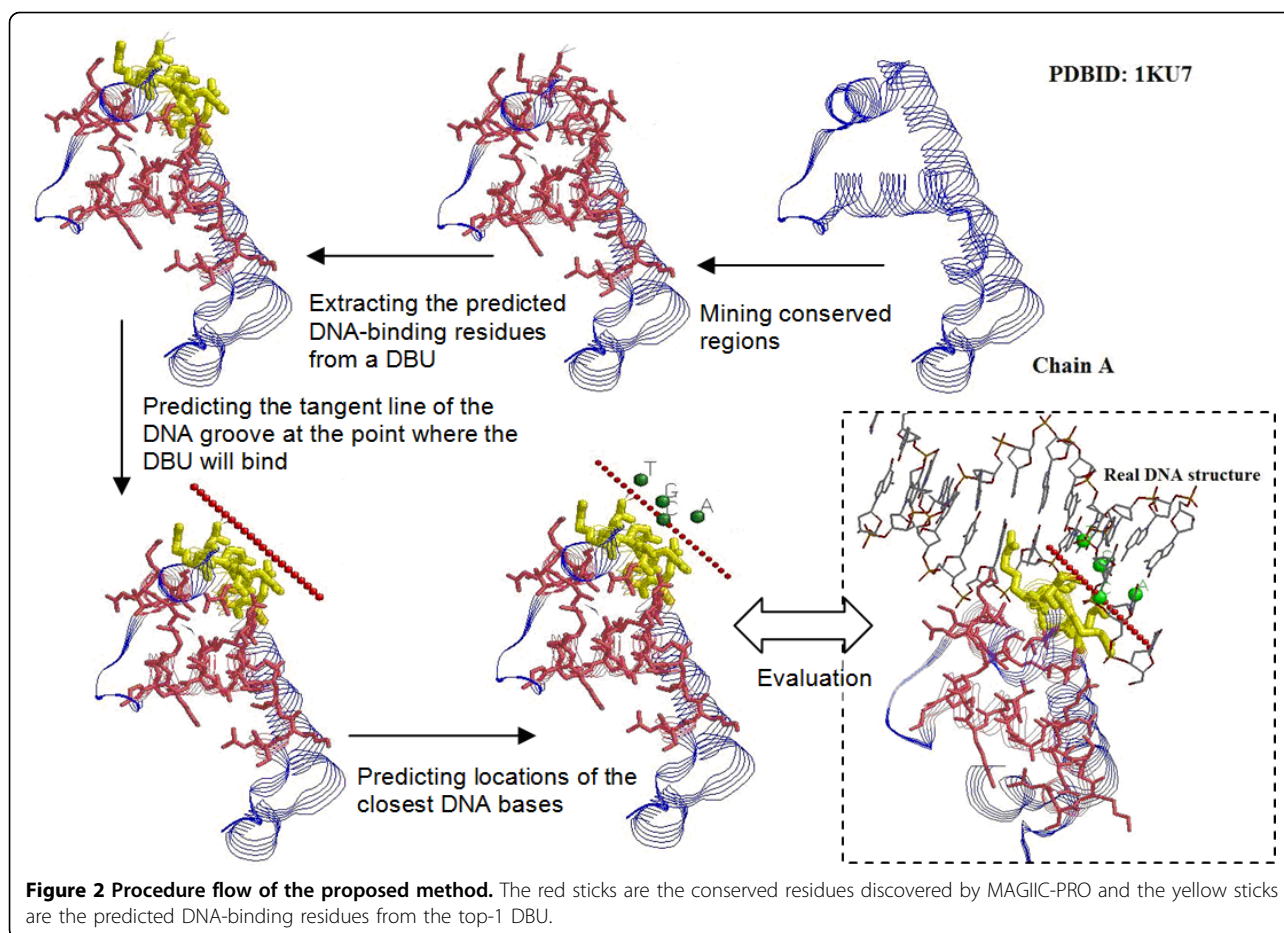 PDBID: 1KU7
Extracting the predicted
DNA-binding residues
from a DBU
Mining conserved
regions
Chain A
Predicting the tangent line of the
DNA groove at the point where the
DBU will bind
T
G
C
A
Real DNA structure
Evaluation
Predicting locations of the
closest DNA bases
Figure 2 Procedure flow of the proposed method. The red sticks are the conserved residues discovered by MAGIIC-PRO and the yellow sticks
are the predicted DNA-binding residues from the top-1 DBU.